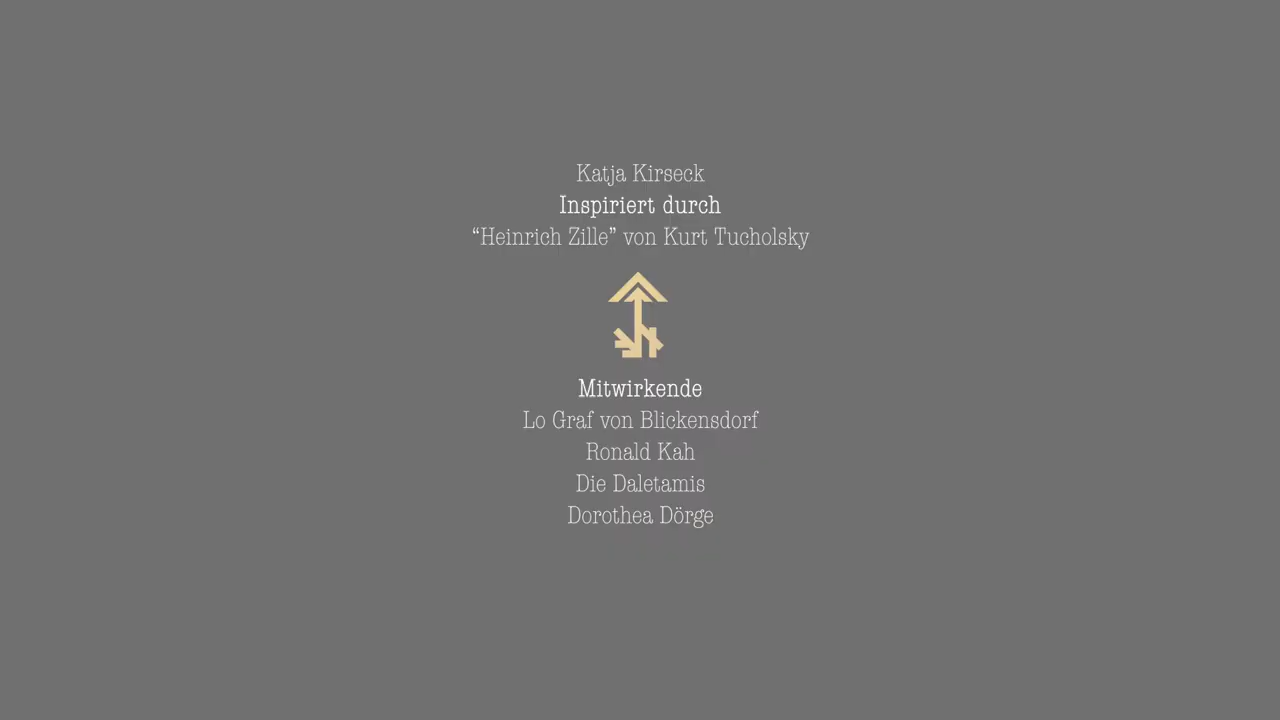 Katja Kirseck
Inspiriert durch
“Heinrich Zille” von Kurt Tucholsky
Mitwirkende
Lo Graf von Blickensdorf
Ronald Kah
Die Daletamis
Dorothea Dörge